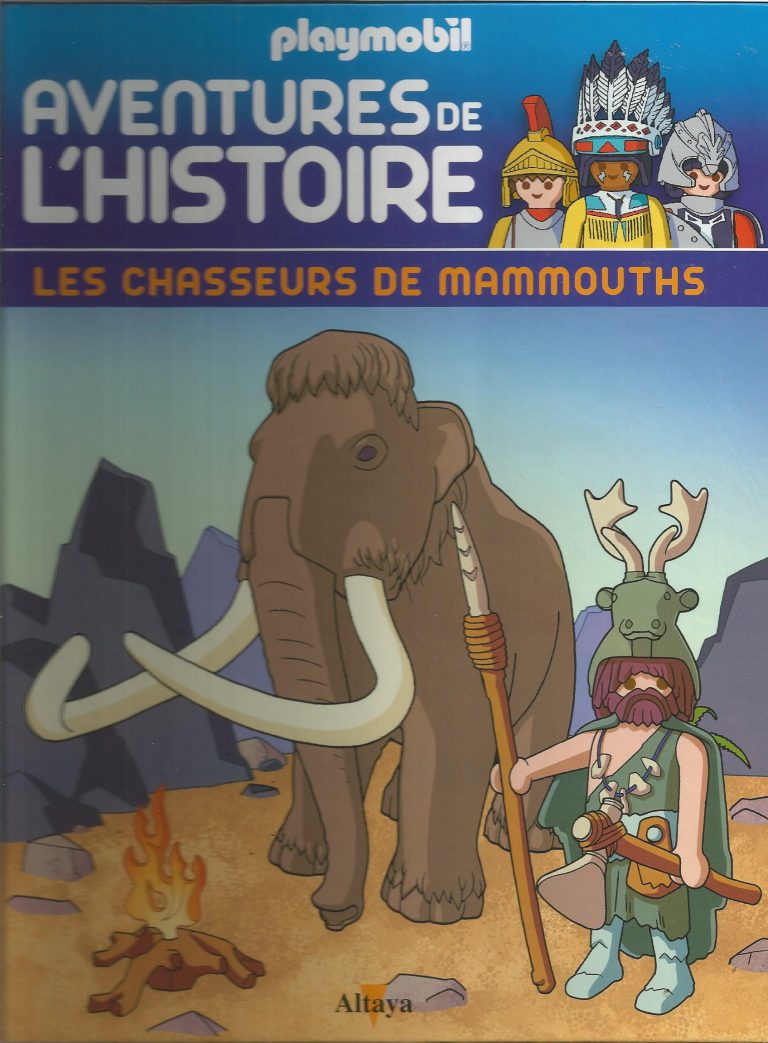 playmobil®
AVENTURES DE
L'HISTOIRE
LES CHASSEURS DE MAMMOUTHS
Altaya